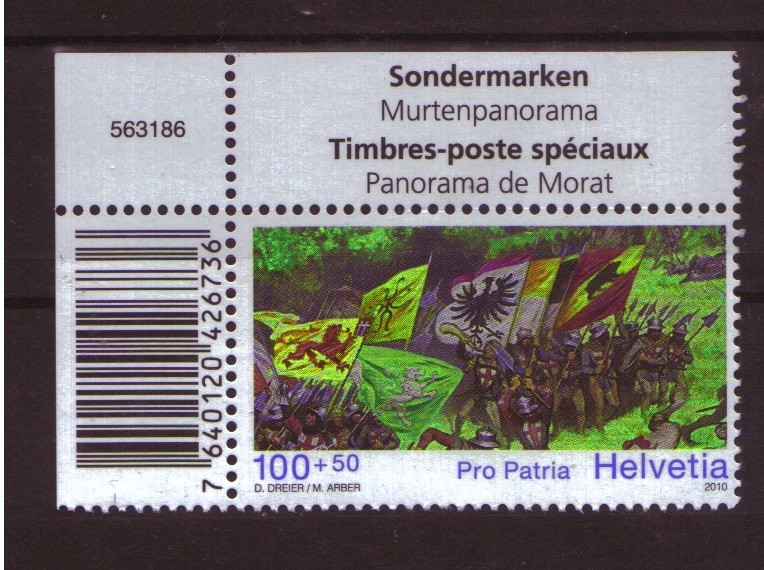 563186
Sondermarken
Murtenpanorama
Timbres-poste spéciaux
Panorama de Morat
7 640120 426736
100+50
Pro Patria
Helvetia
D. DREIER / M. ARBER
2010